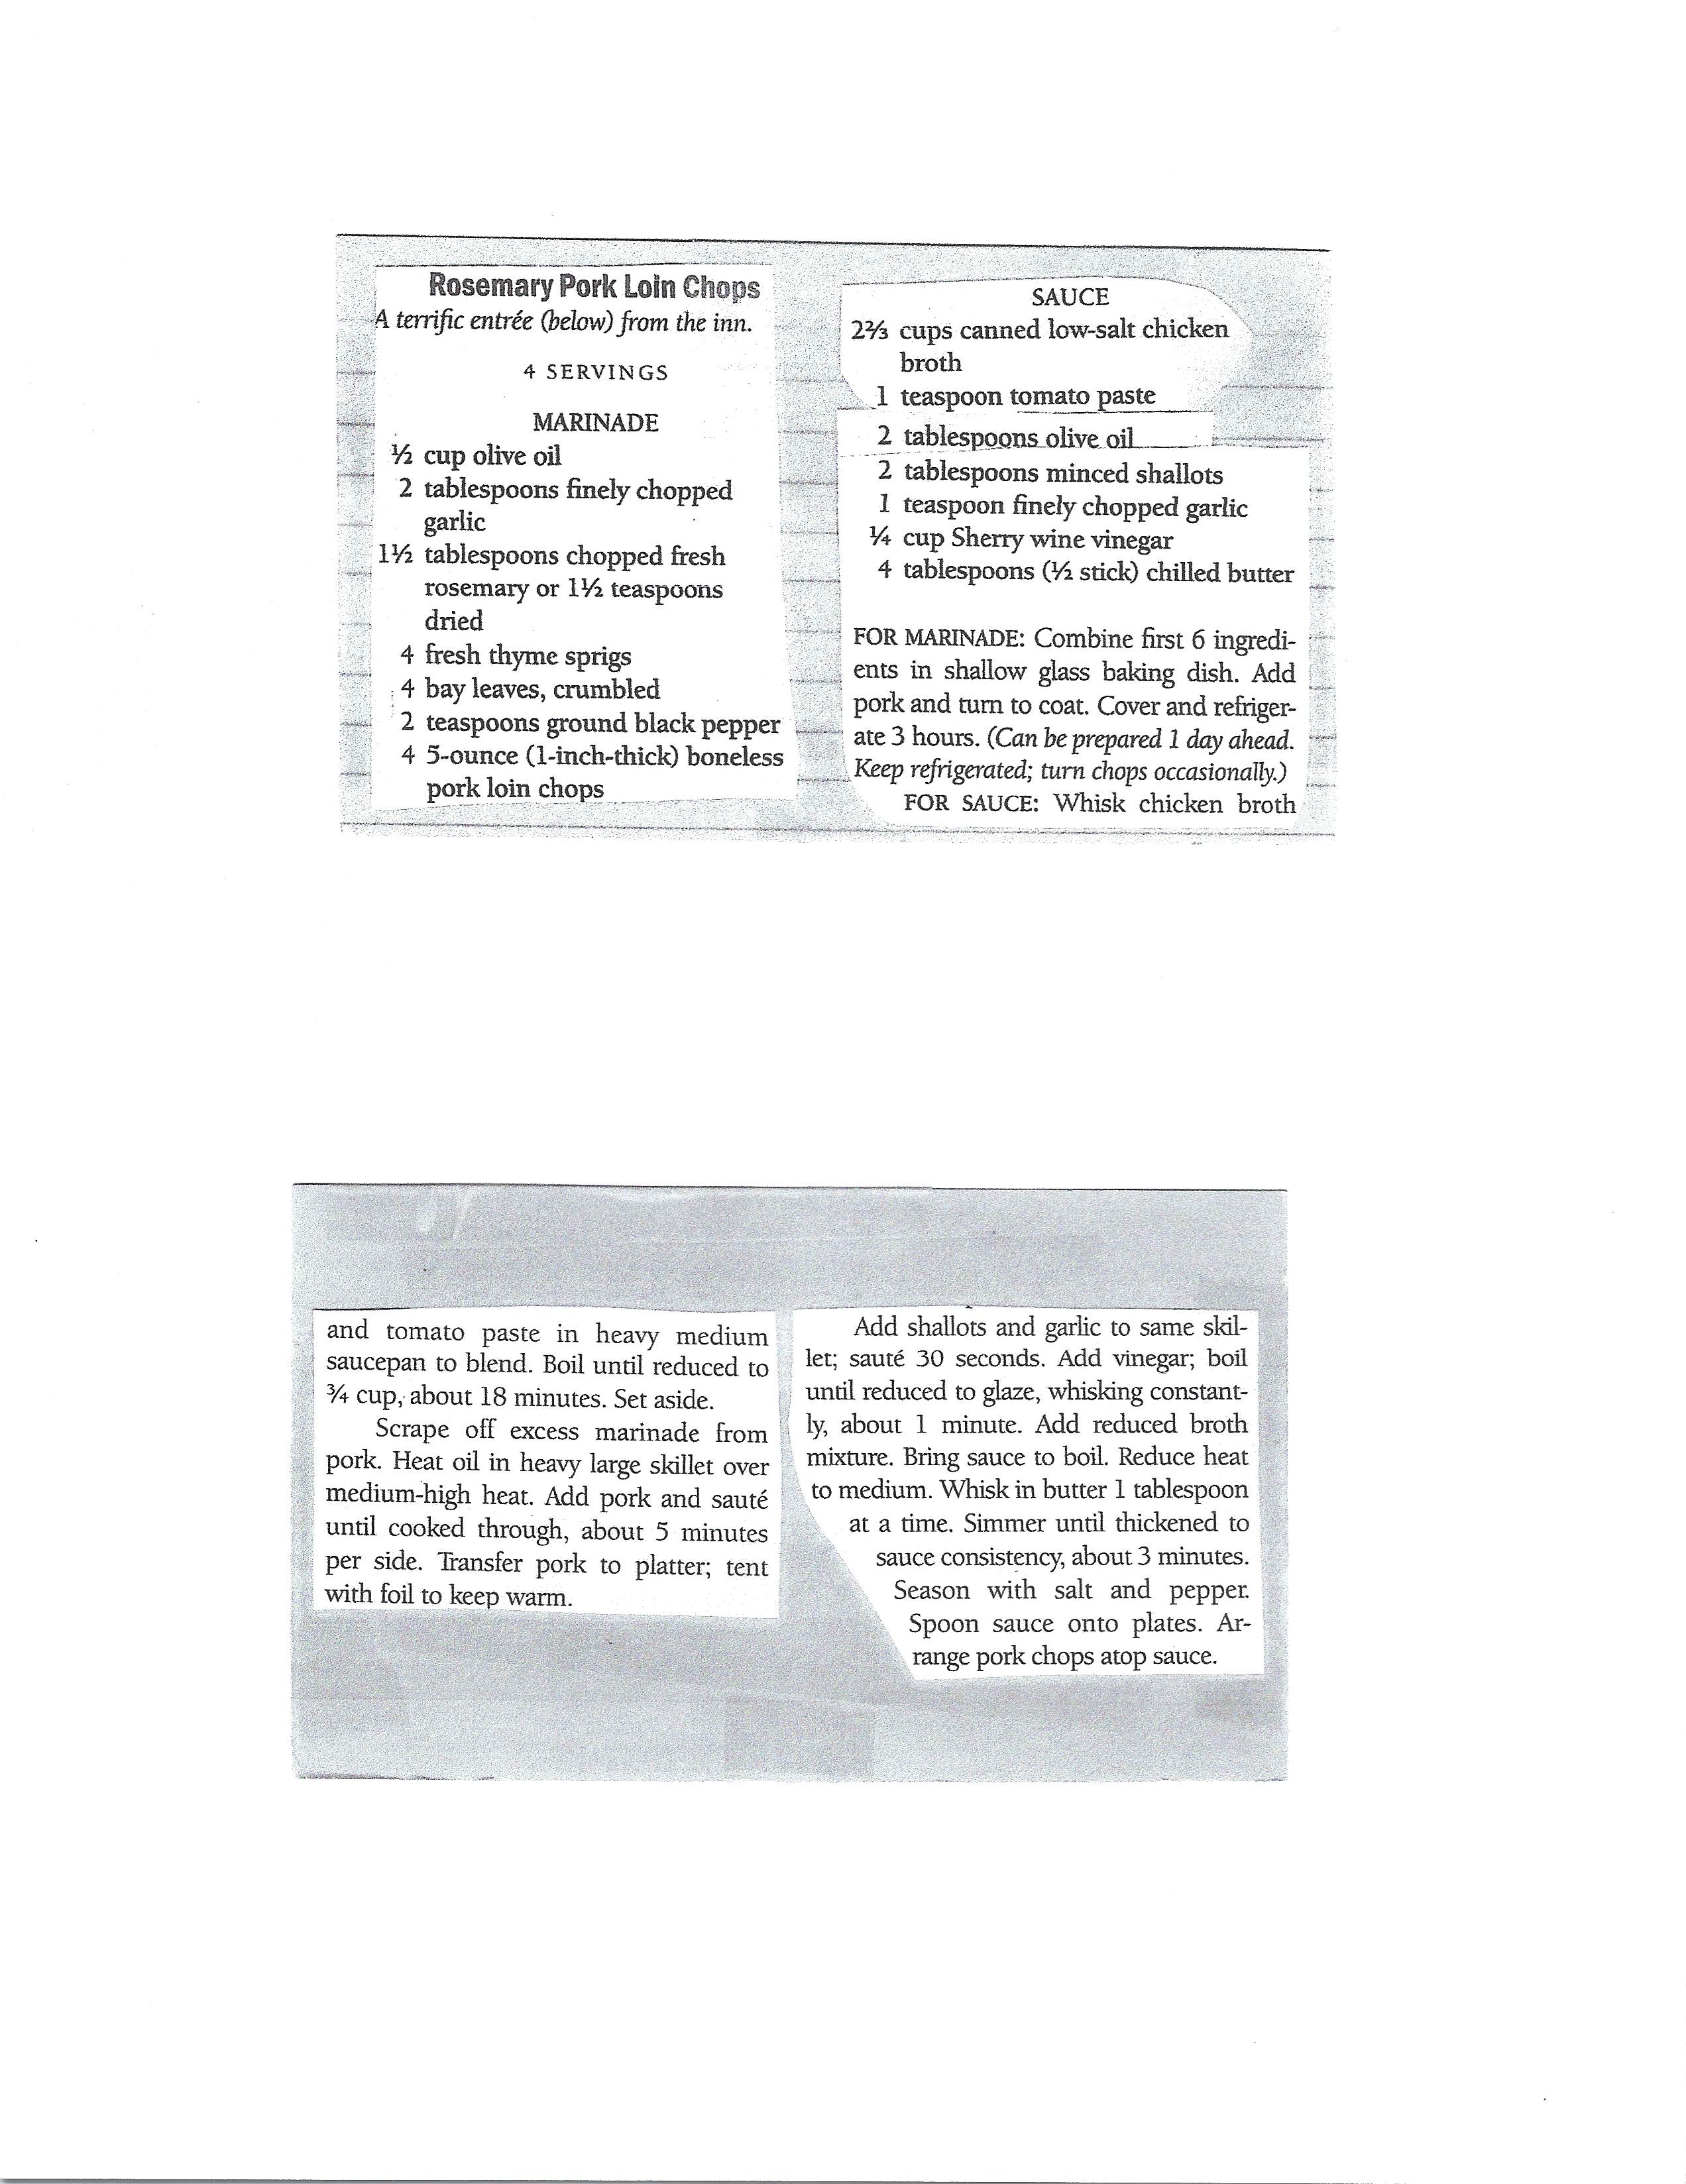 Rosemary Pork Loin Chops
A terrific entrée (below) from the inn.
4 SERVINGS
MARINADE
½ cup olive oil
2 tablespoons finely chopped
garlic
1½ tablespoons chopped fresh
rosemary or 1½ teaspoons
dried
4 fresh thyme sprigs
4 bay leaves, crumbled
2 teaspoons ground black pepper
4 5-ounce (1-inch-thick) boneless
pork loin chops
SAUCE
2⅔ cups canned low-salt chicken
broth
1 teaspoon tomato paste
2 tablespoons olive oil
2 tablespoons minced shallots
1 teaspoon finely chopped garlic
¼ cup Sherry wine vinegar
4 tablespoons (½ stick) chilled butter
FOR MARINADE: Combine first 6 ingredi-
ents in shallow glass baking dish. Add
pork and turn to coat. Cover and refriger-
ate 3 hours. (Can be prepared 1 day ahead.
Keep refrigerated; turn chops occasionally.)
FOR SAUCE: Whisk chicken broth
and tomato paste in heavy medium
saucepan to blend. Boil until reduced to
¾ cup, about 18 minutes. Set aside.
Scrape off excess marinade from
pork. Heat oil in heavy large skillet over
medium-high heat. Add pork and sauté
until cooked through, about 5 minutes
per side. Transfer pork to platter; tent
with foil to keep warm.
Add shallots and garlic to same skil-
let; sauté 30 seconds. Add vinegar; boil
until reduced to glaze, whisking constant-
ly, about 1 minute. Add reduced broth
mixture. Bring sauce to boil. Reduce heat
to medium. Whisk in butter 1 tablespoon
at a time. Simmer until thickened to
sauce consistency, about 3 minutes.
Season with salt and pepper.
Spoon sauce onto plates. Ar-
range pork chops atop sauce.